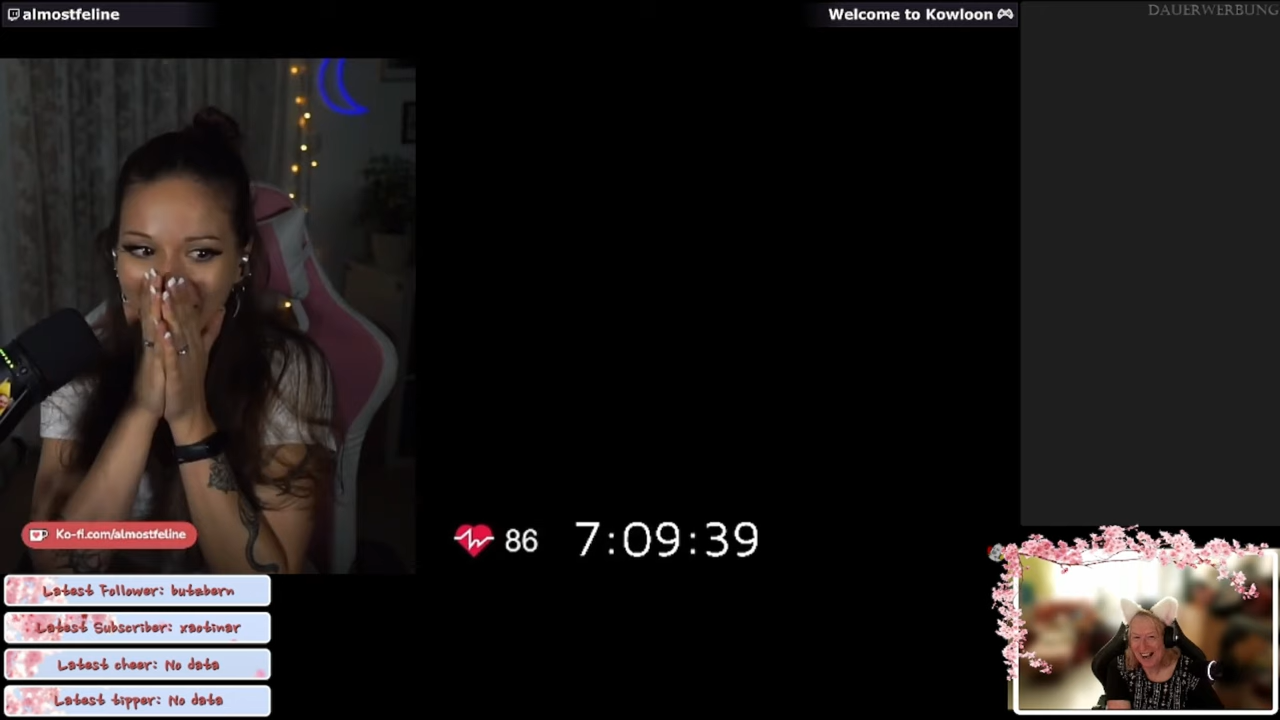 almostfeline
Welcome to Kowloon
DAUERWERBUNG
Ko-fi.com/almostfeline
86 7:09:39
Latest Follower: butabern
Latest Subscriber: xaotinar
Latest cheer: No data
Latest tipper: No data